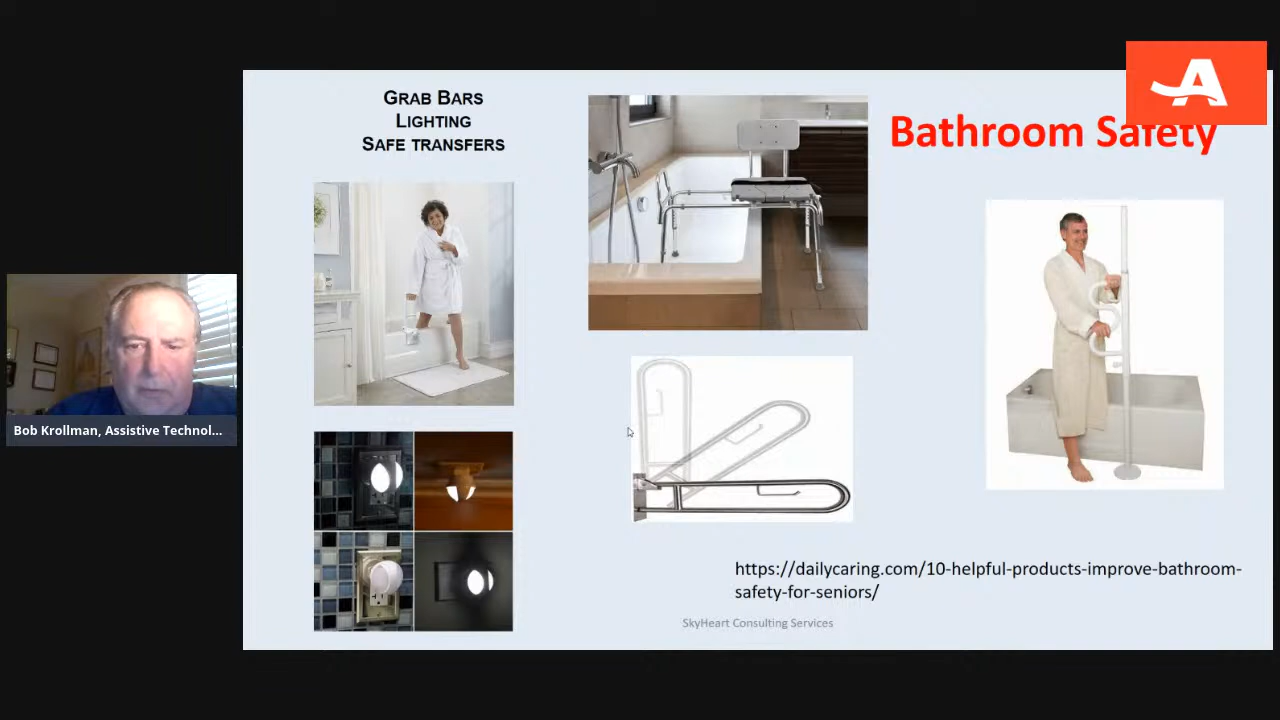 GRAB BARS
LIGHTING
SAFE TRANSFERS
Bathroom Safety
Bob Krollman, Assistive Technol...
https://dailycaring.com/10-helpful-products-improve-bathroom-
safety-for-seniors/
SkyHeart Consulting Services